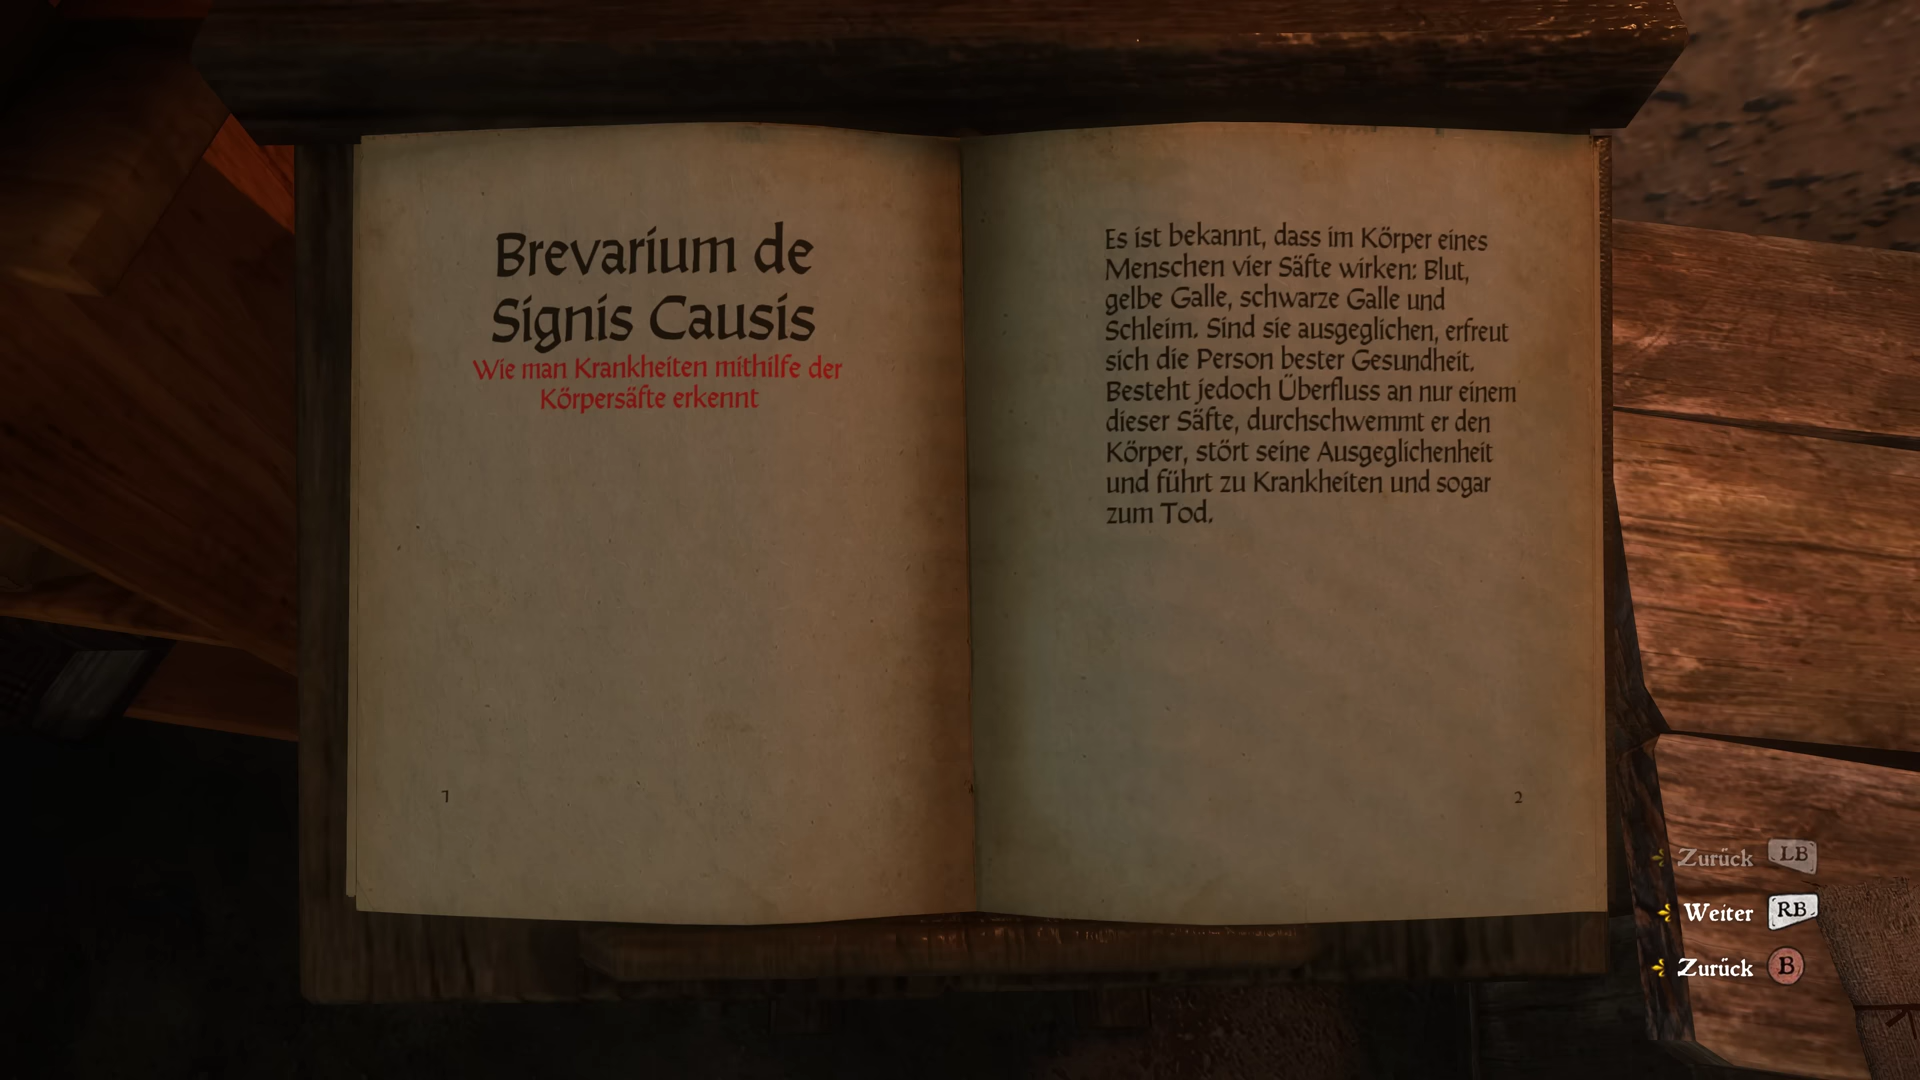 Brevarium de
Signis Causis
Wie man Krankheiten mithilfe der
Körpersäfte erkennt
1
Es ist bekannt, dass im Körper eines
Menschen vier Säfte wirken: Blut,
gelbe Galle, schwarze Galle und
Schleim. Sind sie ausgeglichen, erfreut
sich die Person bester Gesundheit.
Besteht jedoch Überfluss an nur einem
dieser Säfte, durchschwemmt er den
Körper, stört seine Ausgeglichenheit
und führt zu Krankheiten und sogar
zum Tod.
2
Zurück LB
Weiter RB
Zurück B